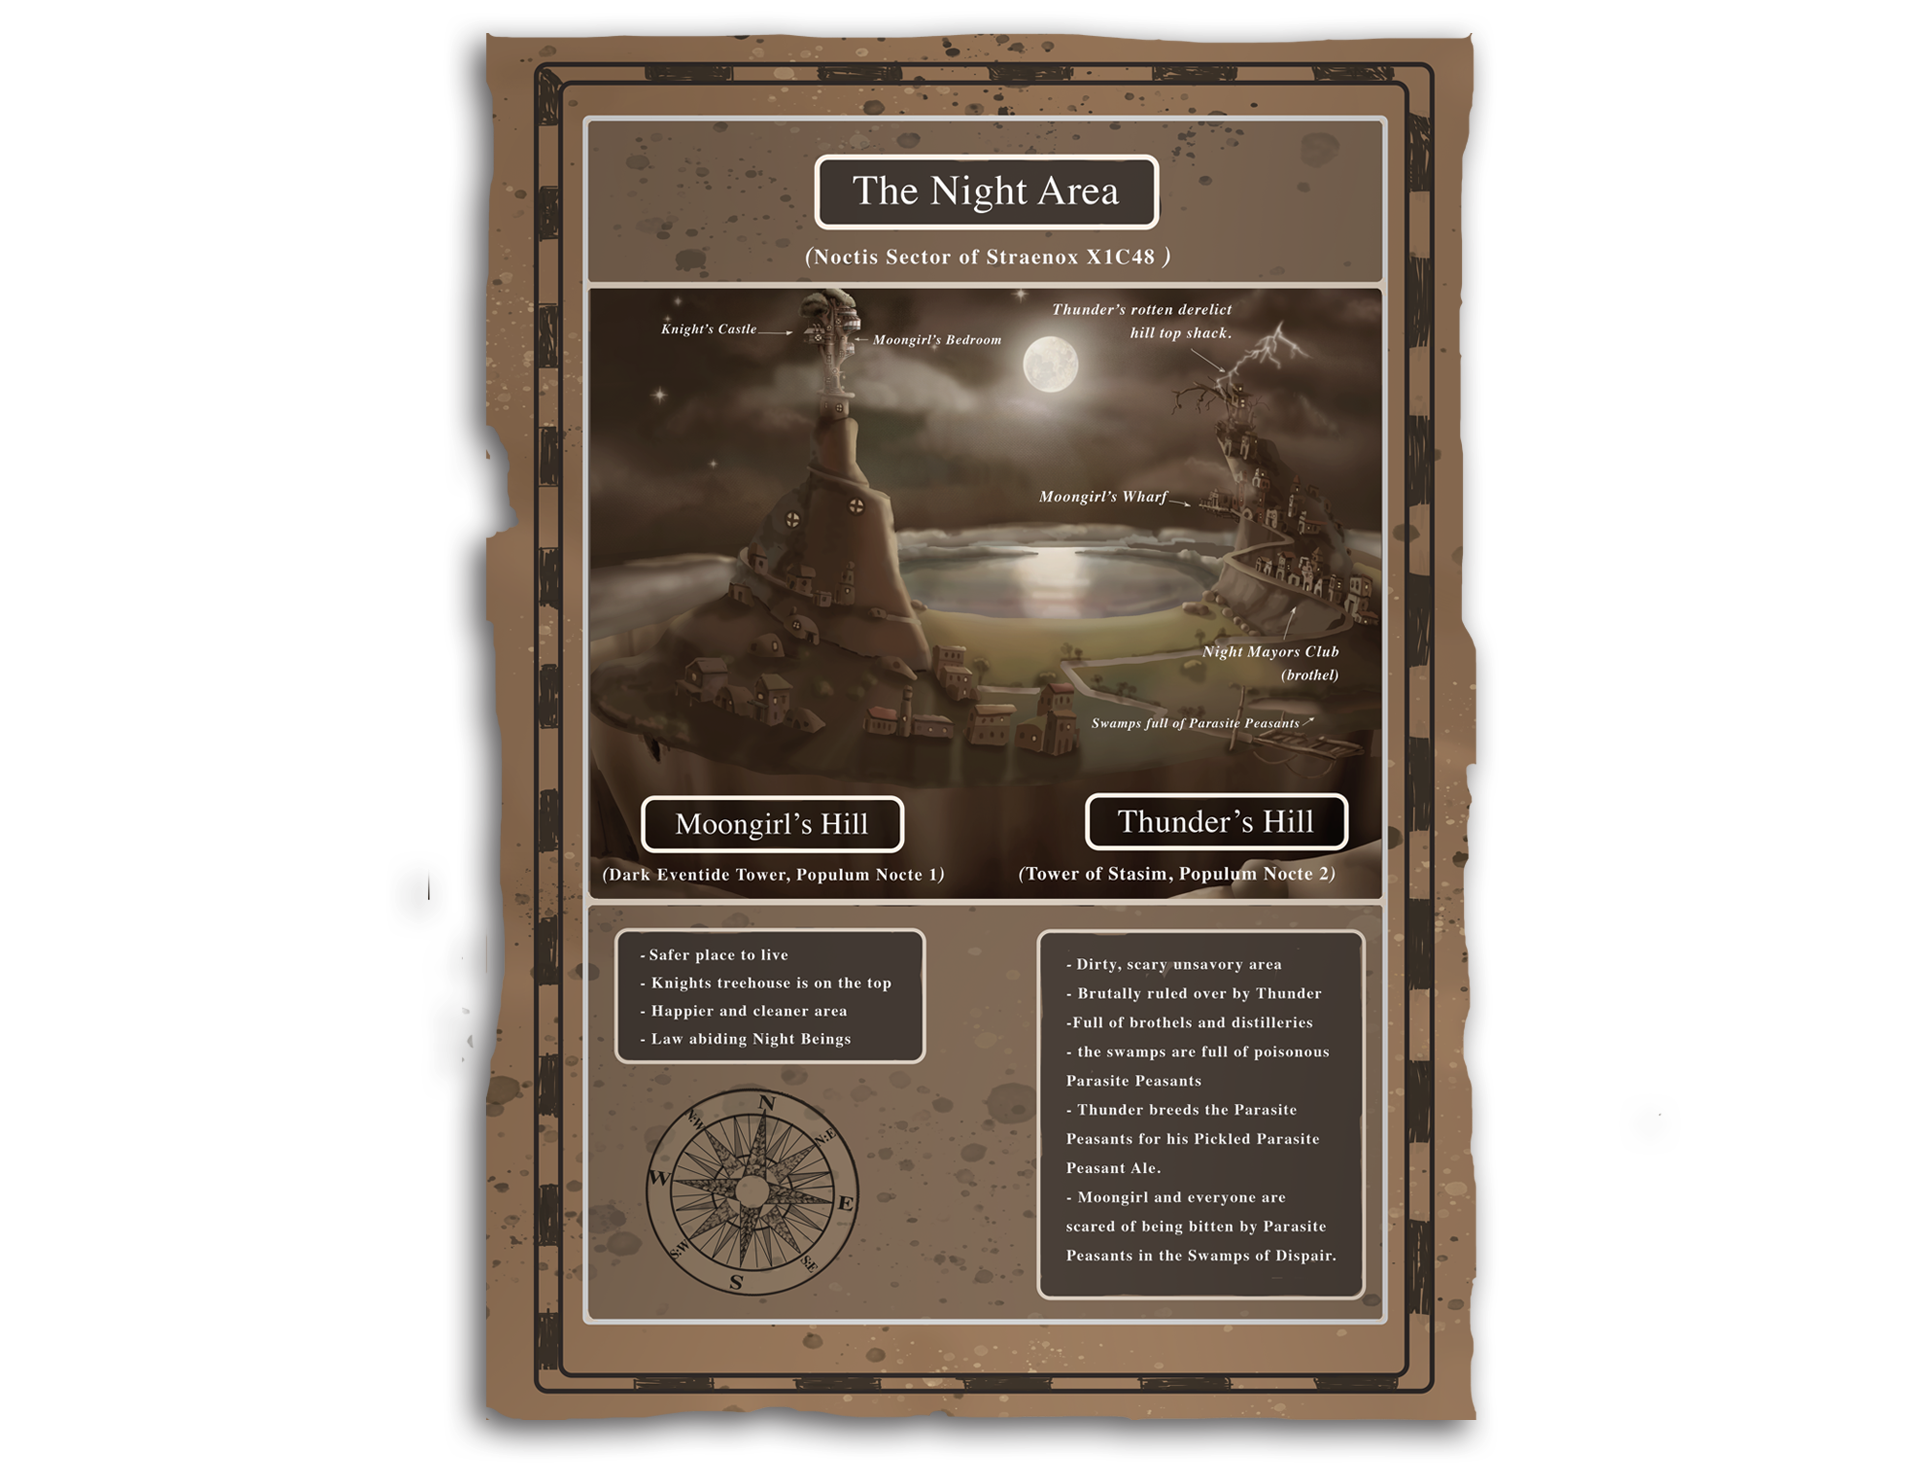 The Night Area
(Noctis Sector of Straenox X1C48 )
Thunder's rotten derelict
hill top shack.
Knight's Castle
Moongirl's Bedroom
Moongirl's Wharf
Night Mayors Club
(brothel)
Swamps full of Parasite Peasants
Moongirl's Hill
(Dark Eventide Tower, Populum Nocte 1)
Thunder's Hill
(Tower of Stasim, Populum Nocte 2)
- Safer place to live
- Knights treehouse is on the top
- Happier and cleaner area
- Law abiding Night Beings
- Dirty, scary unsavory area
- Brutally ruled over by Thunder
-Full of brothels and distilleries
- the swamps are full of poisonous
Parasite Peasants
- Thunder breeds the Parasite
Peasants for his Pickled Parasite
Peasant Ale.
- Moongirl and everyone are
scared of being bitten by Parasite
Peasants in the Swamps of Dispair.
N
N:E
E
S:E
S
S:W
W